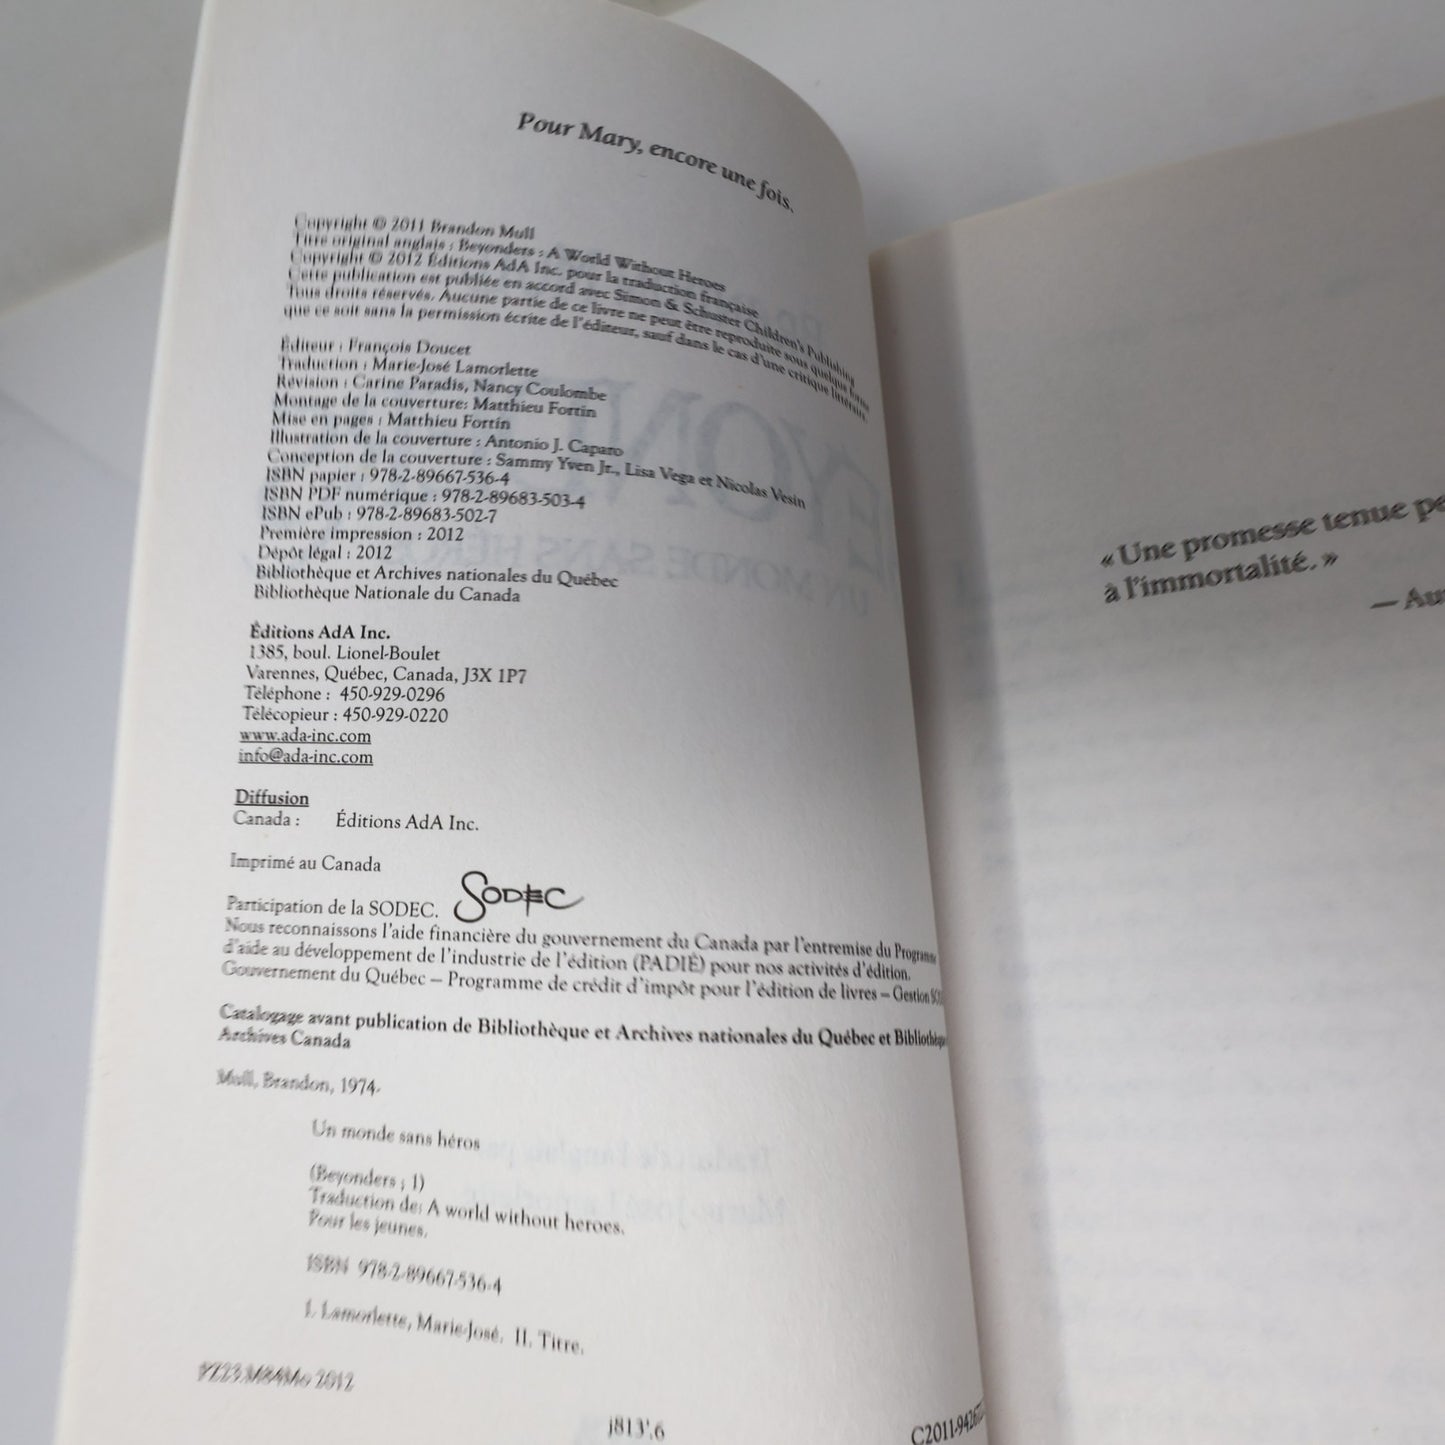 Pour Mary, encore une fois.
Copyright © 2011 Brandon Mull
Titre original anglais : Beyonders : A World Without Heroes
Copyright © 2012 Éditions AdA Inc. pour la traduction française
Cette publication est publiée en accord avec Simon & Schuster Children's Publishing
Tous droits réservés. Aucune partie de ce livre ne peut être reproduite sous quelque forme
que ce soit sans la permission écrite de l'éditeur, sauf dans le cas d'une critique littéraire.
Éditeur : François Doucet
Traduction : Marie-José Lamorlette
Révision : Carine Paradis, Nancy Coulombe
Montage de la couverture: Matthieu Fortin
Mise en pages : Matthieu Fortin
Illustration de la couverture : Antonio J. Caparo
Conception de la couverture : Sammy Yven Jr., Lisa Vega et Nicolas Vesin
ISBN papier : 978-2-89667-536-4
ISBN PDF numérique : 978-2-89683-503-4
ISBN ePub : 978-2-89683-502-7
Première impression : 2012
Dépôt légal : 2012
Bibliothèque et Archives nationales du Québec
Bibliothèque Nationale du Canada
Éditions AdA Inc.
1385, boul. Lionel-Boulet
Varennes, Québec, Canada, J3X 1P7
Téléphone : 450-929-0296
Télécopieur : 450-929-0220
www.ada-inc.com
info@ada-inc.com
Diffusion
Canada : Éditions AdA Inc.
Imprimé au Canada
Participation de la SODEC. SODEC
Nous reconnaissons l'aide financière du gouvernement du Canada par l'entremise du Programme
d'aide au développement de l'industrie de l'édition (PADIÉ) pour nos activités d'édition.
Gouvernement du Québec – Programme de crédit d'impôt pour l'édition de livres – Gestion
Catalogage avant publication de Bibliothèque et Archives nationales du Québec et Bibliothèque
Archives Canada
Mull, Brandon, 1974-
Un monde sans héros
(Beyonders ; 1)
Traduction de: A world without heroes.
Pour les jeunes.
ISBN 978-2-89667-536-4
I. Lamorlette, Marie-José. II. Titre.
PZ23.M84Mo 2012
j813'.6
« Une promesse tenue
à l'immortalité. »
—